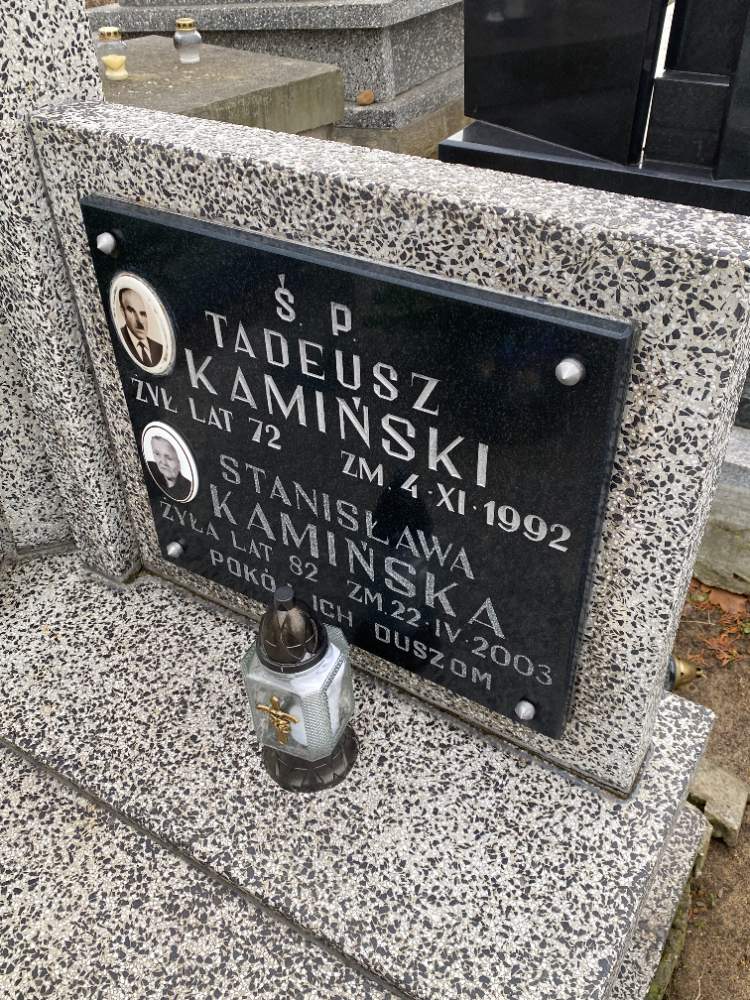 Ś. P.
TADEUSZ
KAMIŃSKI
ŻYŁ LAT 72 ZM. 4·XI·1992
STANISŁAWA
KAMIŃSKA
ŻYŁA LAT 82 ZM. 22·IV·2003
POKÓJ ICH DUSZOM